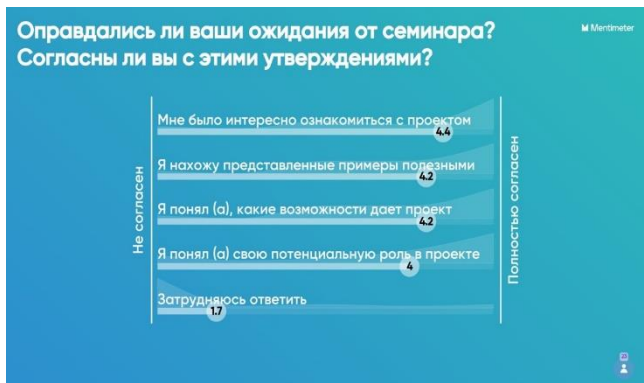 Оправдались ли ваши ожидания от семинара?
Согласны ли вы с этими утверждениями?
Mentimeter
Не согласен
Мне было интересно ознакомиться с проектом
4.4
Я нахожу представленные примеры полезными
4.2
Я понял (а), какие возможности дает проект
4.2
Я понял (а) свою потенциальную роль в проекте
4
Затрудняюсь ответить
1.7
Полностью согласен